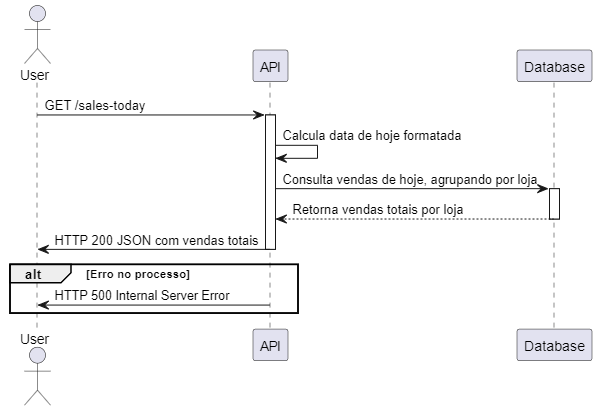 User
API
Database
GET /sales-today
Calcula data de hoje formatada
Consulta vendas de hoje, agrupando por loja
Retorna vendas totais por loja
HTTP 200 JSON com vendas totais
alt [Erro no processo]
HTTP 500 Internal Server Error
User
API
Database